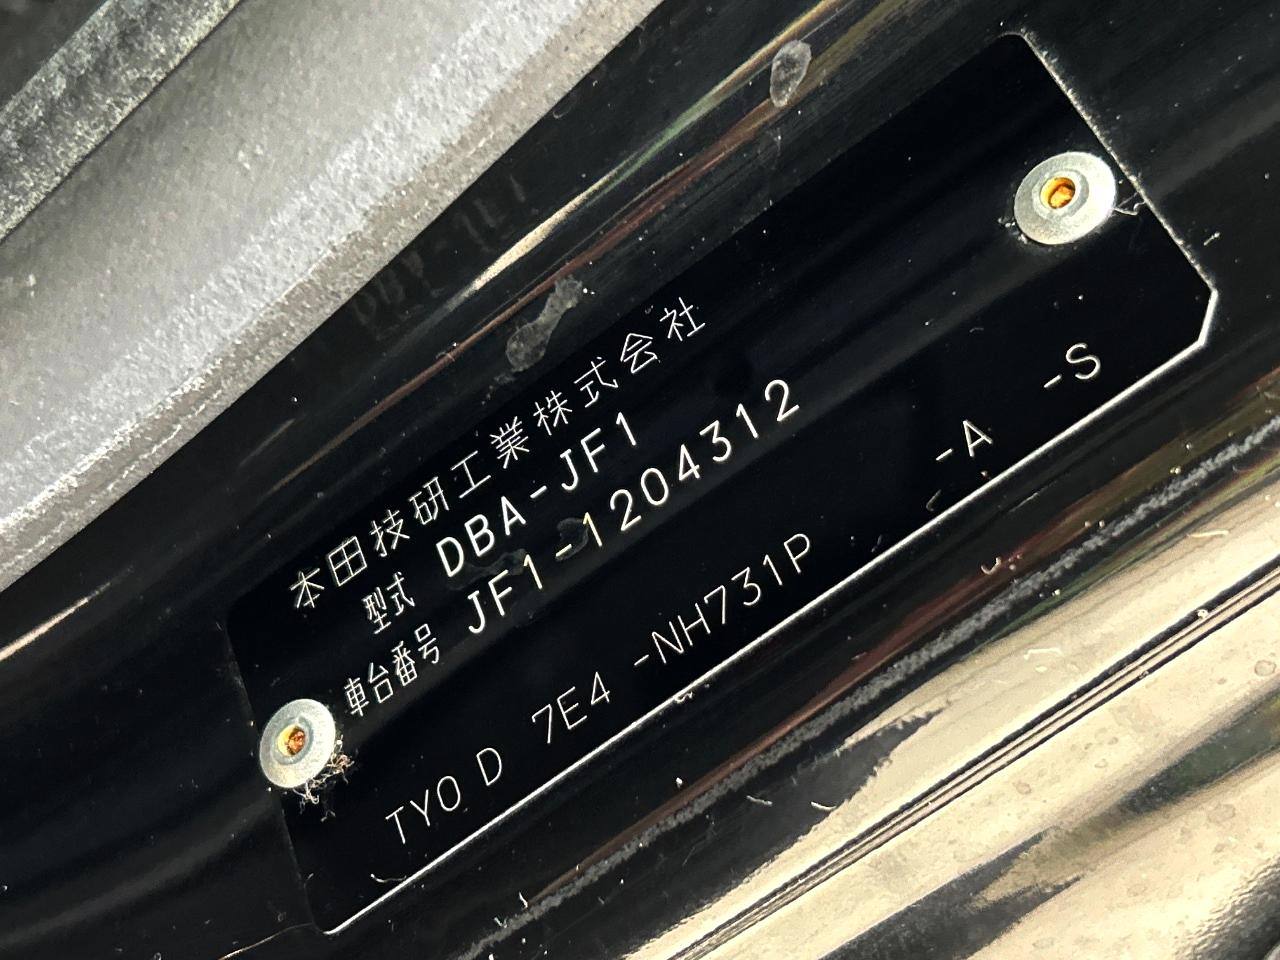 本田技研工業株式会社
型式 DBA-JF1
車台番号 JF1-1204312
TYO D 7E4 -NH731P -A -S